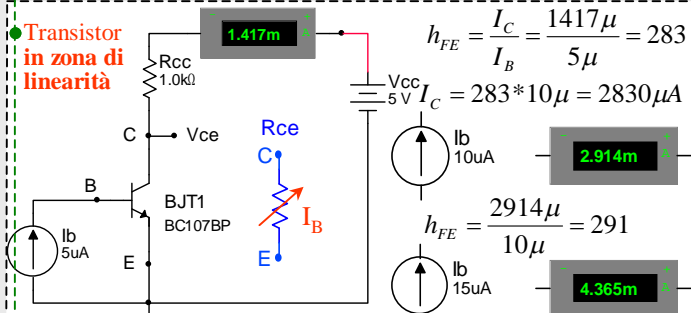 Transistor
in zona di
linearità
1.417m
A
Rcc
1.0kΩ
Vcc
5 V
C
Vce
Rce
C
I_B
E
B
BJT1
BC107BP
E
Ib
5uA
h_FE = I_C / I_B = 1417μ / 5μ = 283
I_C = 283*10μ = 2830μA
Ib
10uA
2.914m
A
h_FE = 2914μ / 10μ = 291
Ib
15uA
4.365m
A